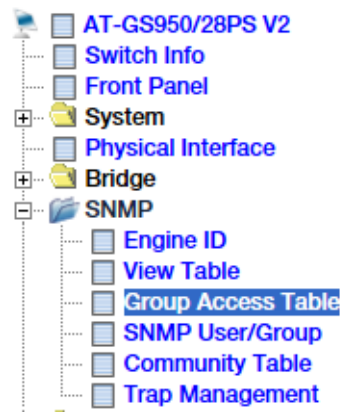 AT-GS950/28PS V2
Switch Info
Front Panel
System
Physical Interface
Bridge
SNMP
Engine ID
View Table
Group Access Table
SNMP User/Group
Community Table
Trap Management